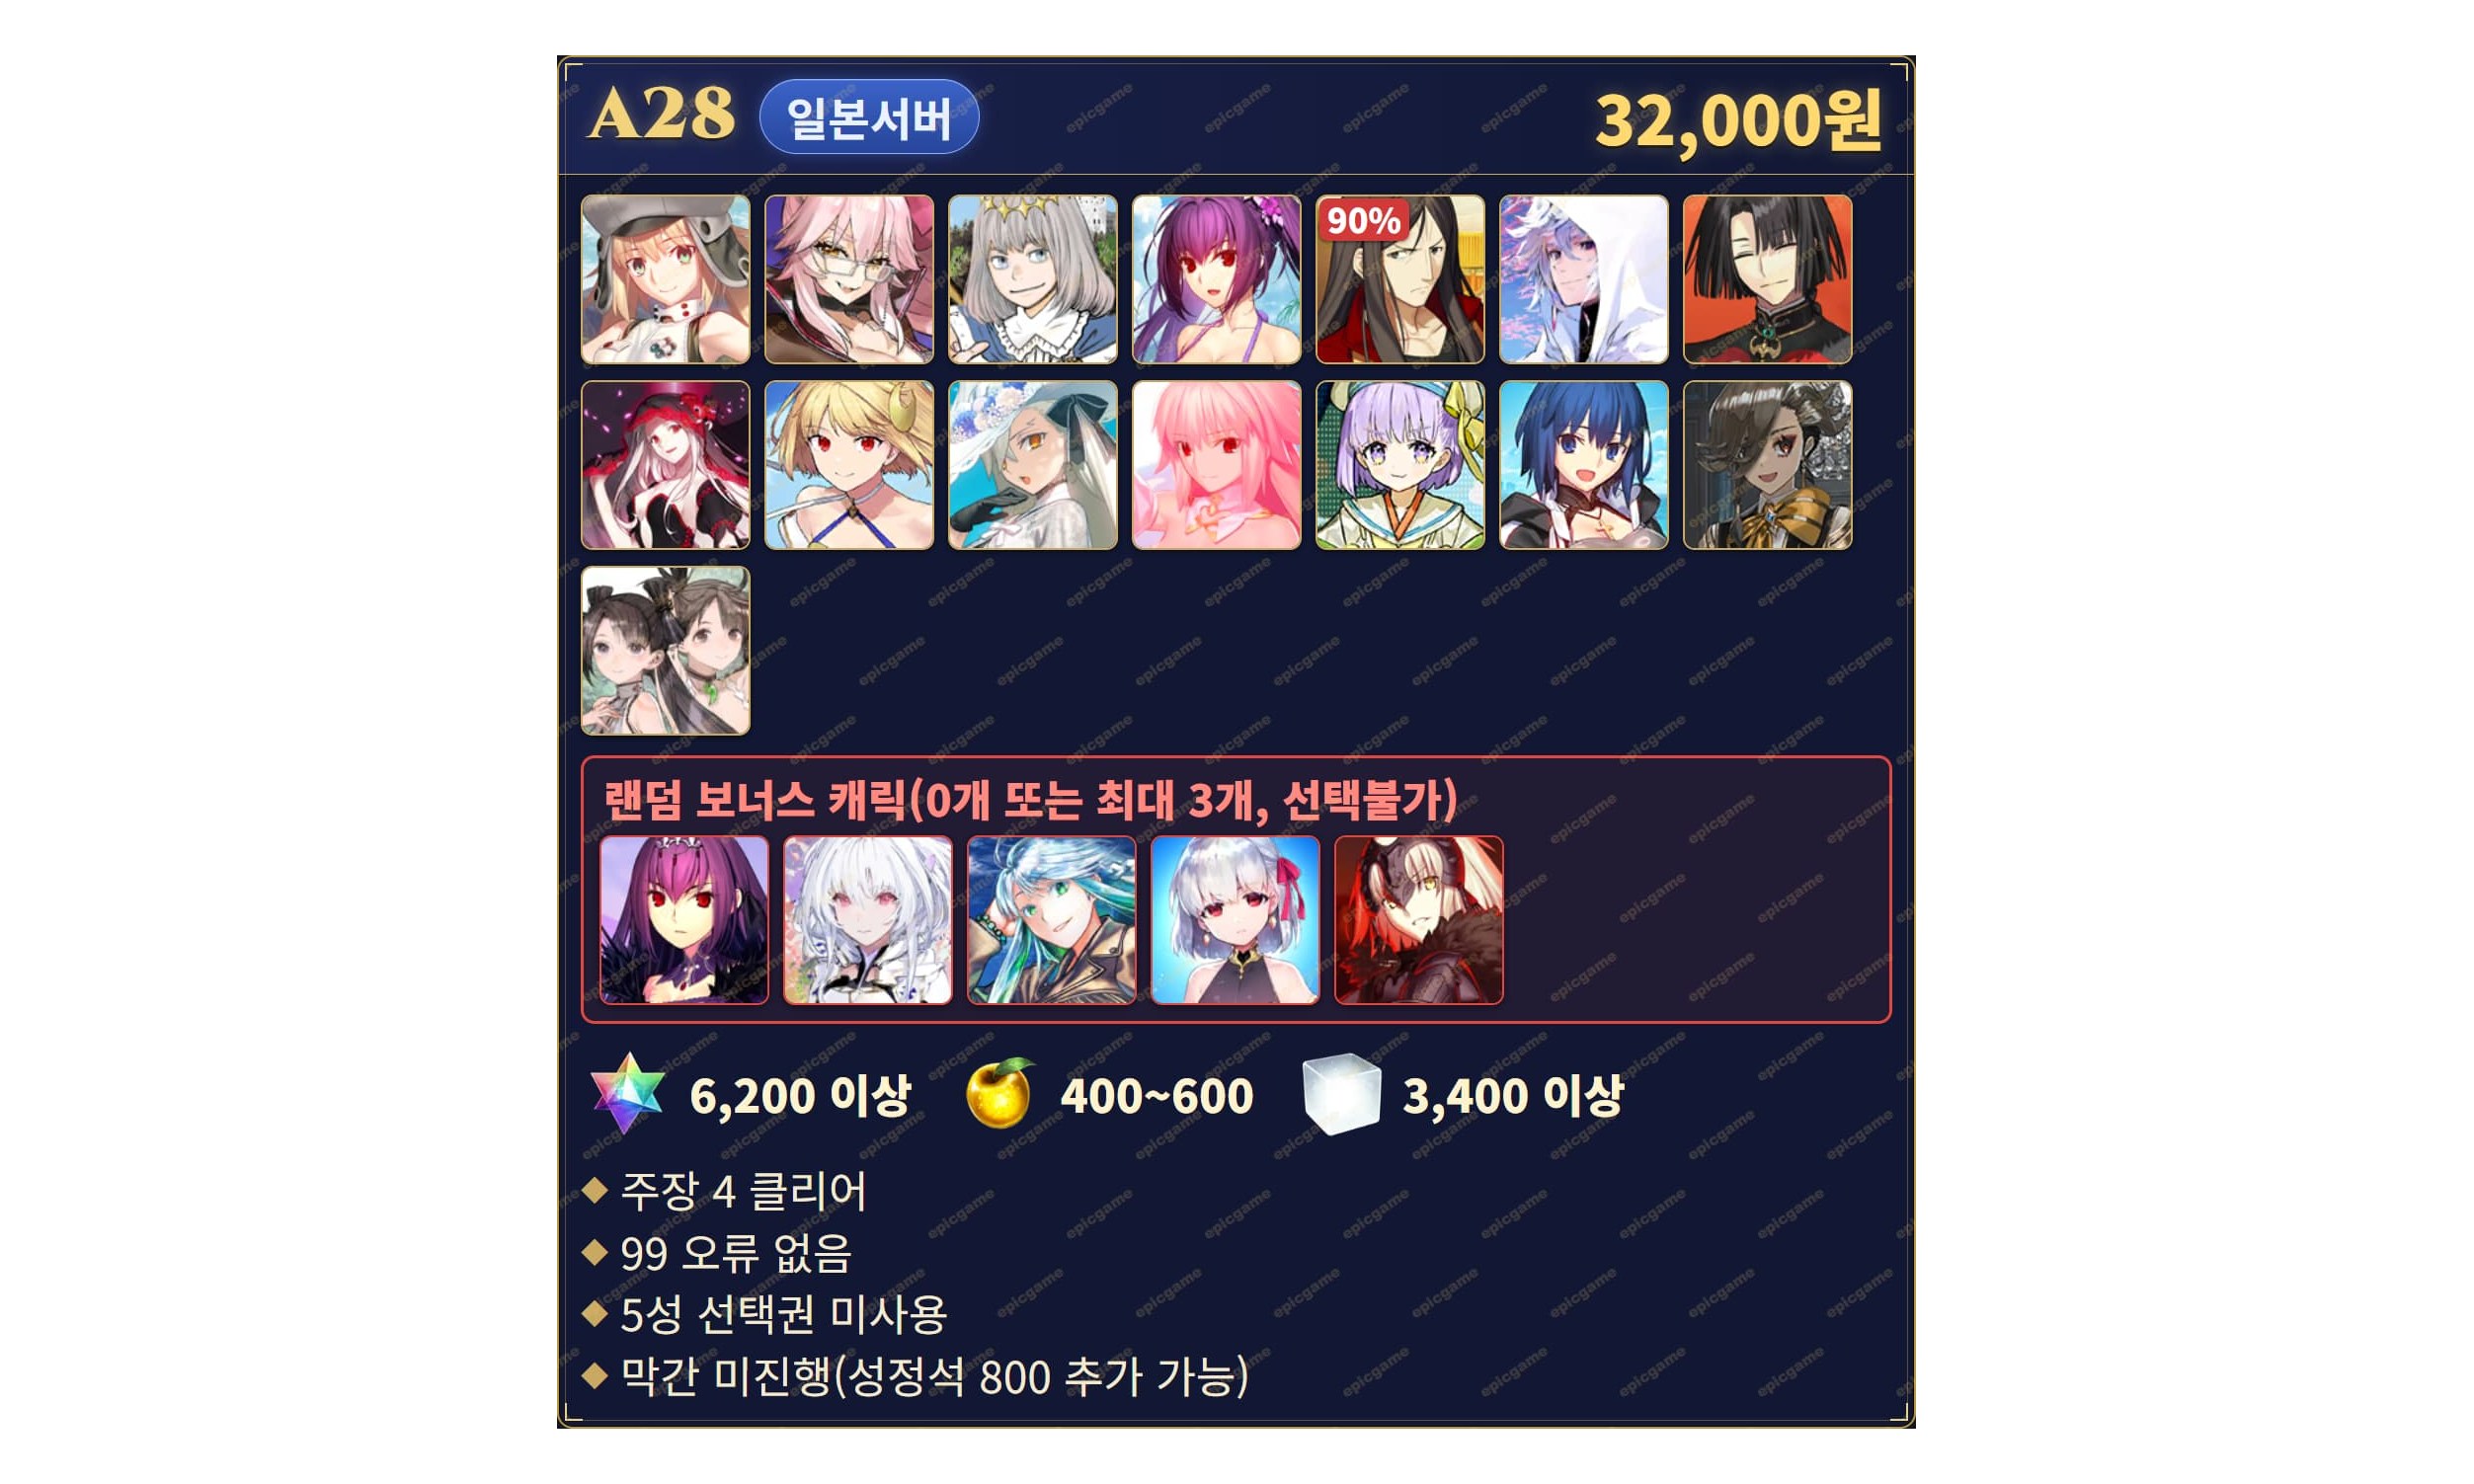 A28 일본서버 32,000원
90%
랜덤 보너스 캐릭(0개 또는 최대 3개, 선택불가)
6,200 이상 400~600 3,400 이상
주장 4 클리어
99 오류 없음
5성 선택권 미사용
막간 미진행(성정석 800 추가 가능)
epicgame